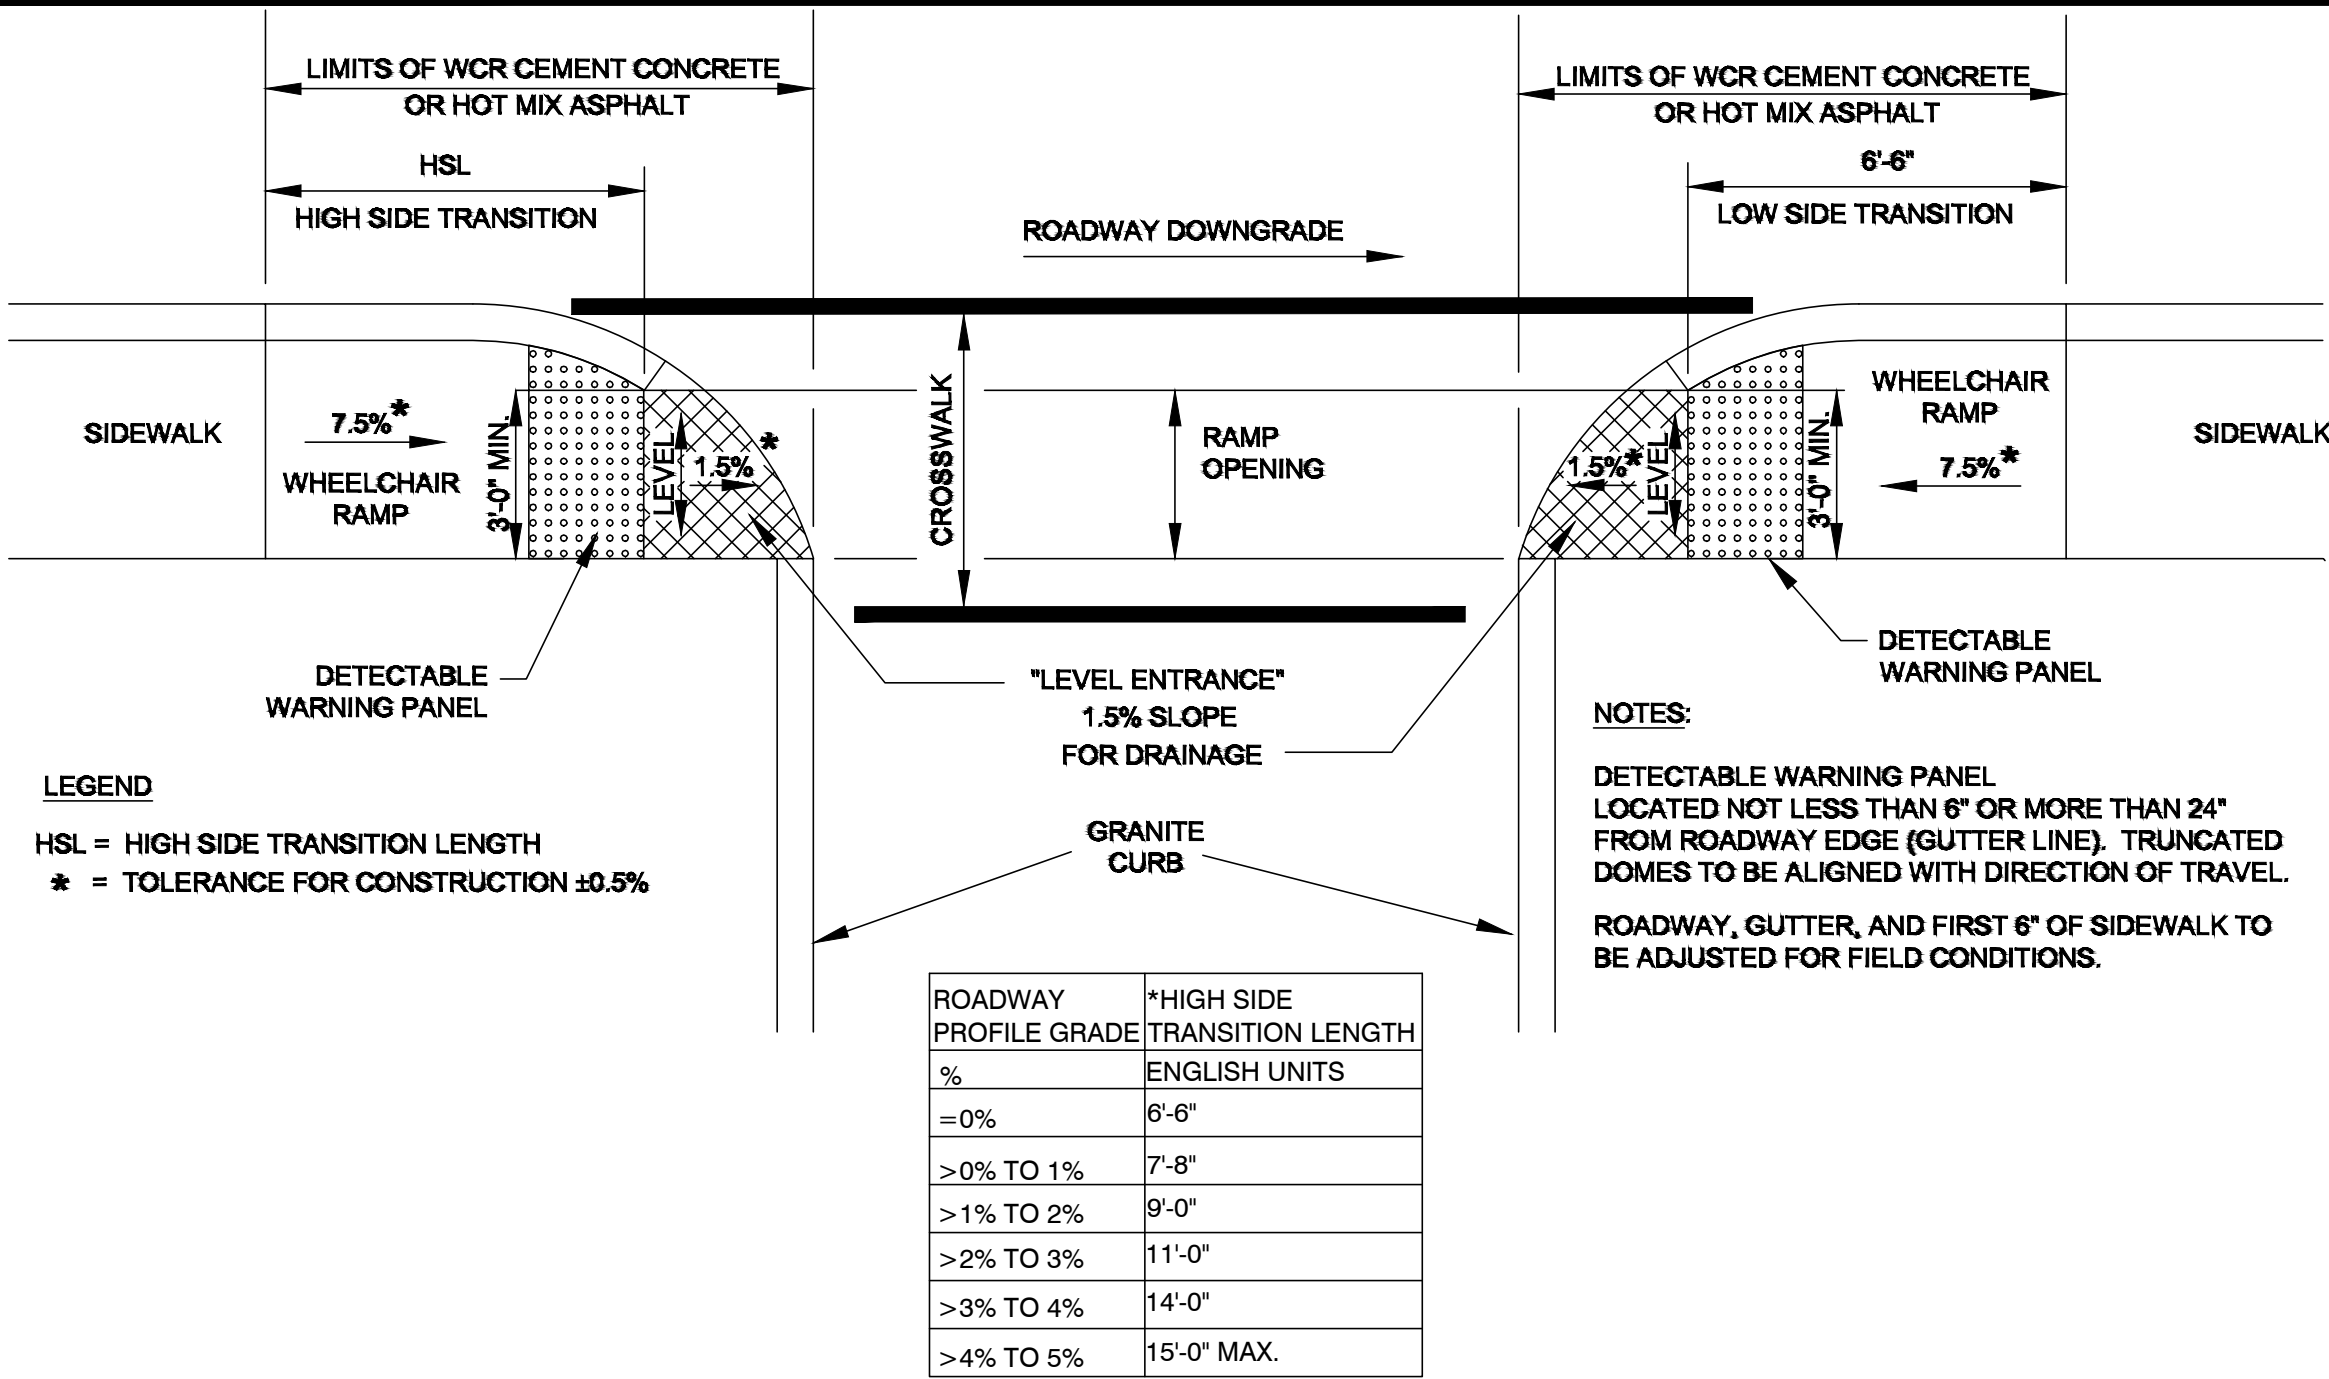 LIMITS OF WCR CEMENT CONCRETE
OR HOT MIX ASPHALT
HSL
HIGH SIDE TRANSITION
LIMITS OF WCR CEMENT CONCRETE
OR HOT MIX ASPHALT
6'-6"
LOW SIDE TRANSITION
ROADWAY DOWNGRADE
SIDEWALK
7.5%*
WHEELCHAIR
RAMP
3'-0" MIN.
LEVEL
1.5%
*
CROSSWALK
RAMP
OPENING
1.5%*
LEVEL
3'-0" MIN.
WHEELCHAIR
RAMP
7.5%*
SIDEWALK
DETECTABLE
WARNING PANEL
"LEVEL ENTRANCE"
1.5% SLOPE
FOR DRAINAGE
DETECTABLE
WARNING PANEL
LEGEND
HSL = HIGH SIDE TRANSITION LENGTH
* = TOLERANCE FOR CONSTRUCTION ±0.5%
GRANITE
CURB
NOTES:
DETECTABLE WARNING PANEL
LOCATED NOT LESS THAN 6" OR MORE THAN 24"
FROM ROADWAY EDGE (GUTTER LINE). TRUNCATED
DOMES TO BE ALIGNED WITH DIRECTION OF TRAVEL.
ROADWAY, GUTTER, AND FIRST 6" OF SIDEWALK TO
BE ADJUSTED FOR FIELD CONDITIONS.
ROADWAY *HIGH SIDE
PROFILE GRADE TRANSITION LENGTH
% ENGLISH UNITS
=0% 6'-6"
>0% TO 1% 7'-8"
>1% TO 2% 9'-0"
>2% TO 3% 11'-0"
>3% TO 4% 14'-0"
>4% TO 5% 15'-0" MAX.